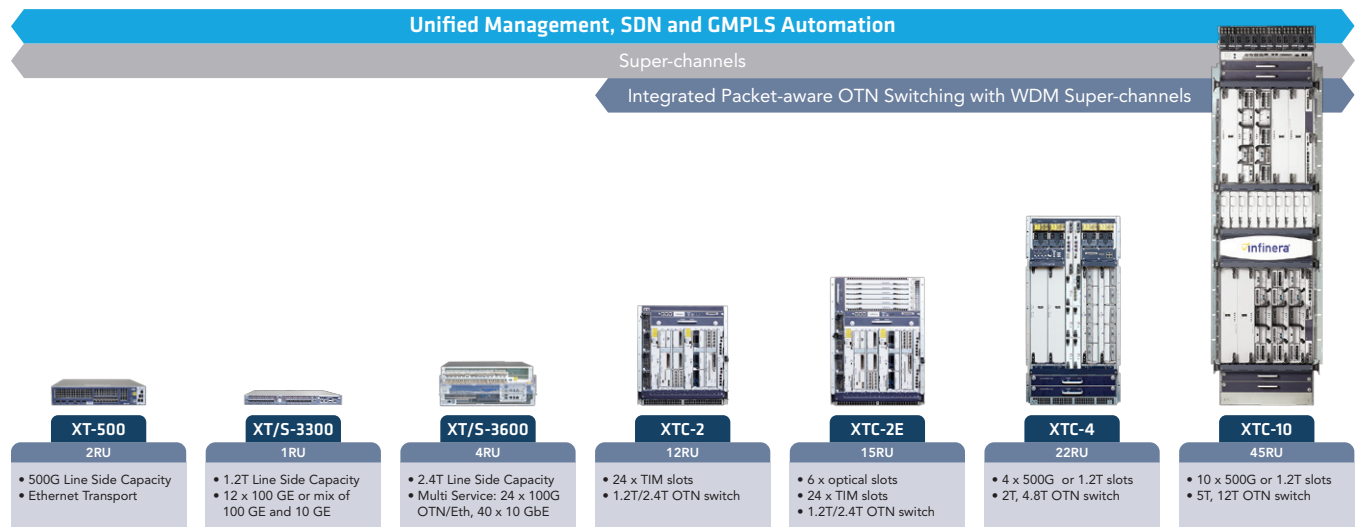 Unified Management, SDN and GMPLS Automation
Super-channels
Integrated Packet-aware OTN Switching with WDM Super-channels
infinera
XT-500
2RU
• 500G Line Side Capacity
• Ethernet Transport
XT/S-3300
1RU
• 1.2T Line Side Capacity
• 12 x 100 GE or mix of
100 GE and 10 GE
XT/S-3600
4RU
• 2.4T Line Side Capacity
• Multi Service: 24 x 100G
OTN/Eth, 40 x 10 GbE
XTC-2
12RU
• 24 x TIM slots
• 1.2T/2.4T OTN switch
XTC-2E
15RU
• 6 x optical slots
• 24 x TIM slots
• 1.2T/2.4T OTN switch
XTC-4
22RU
• 4 x 500G or 1.2T slots
• 2T, 4.8T OTN switch
XTC-10
45RU
• 10 x 500G or 1.2T slots
• 5T, 12T OTN switch